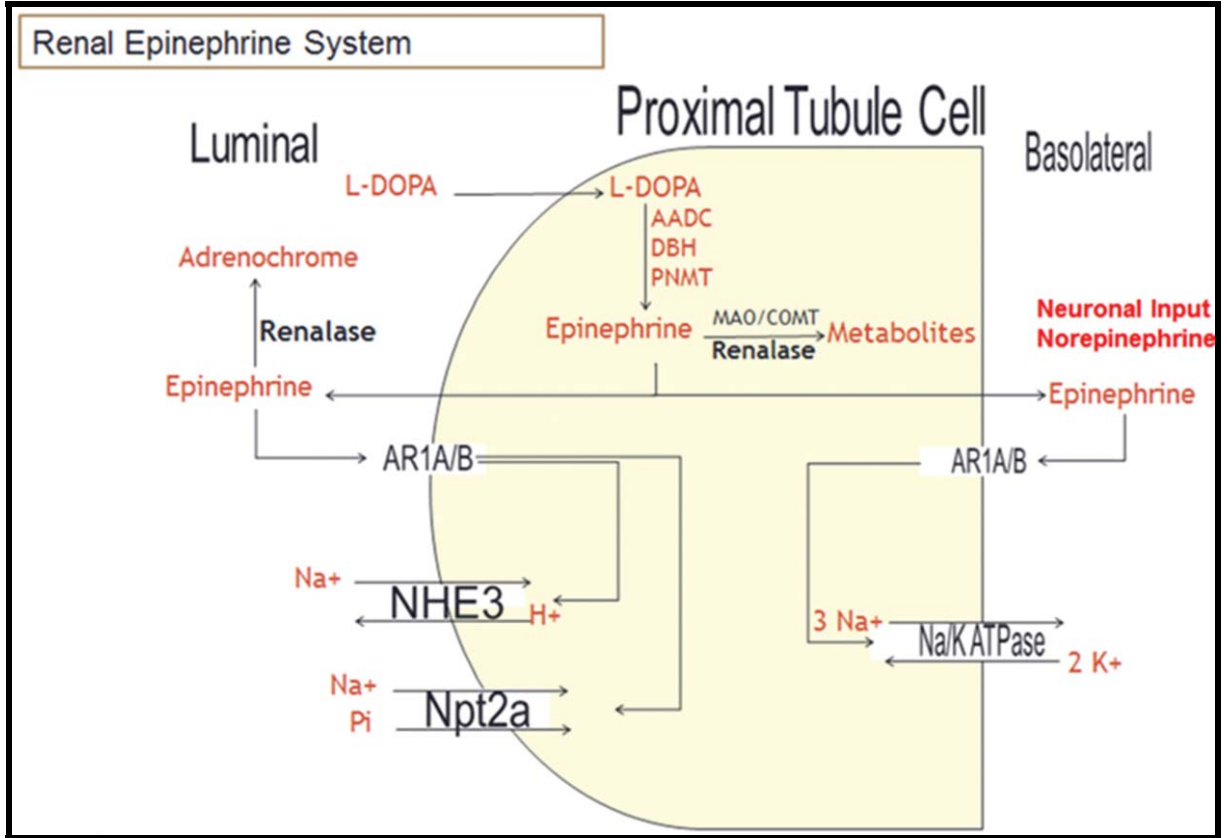 Renal Epinephrine System
Proximal Tubule Cell
Luminal
Basolateral
L-DOPA
L-DOPA
AADC
DBH
PNMT
Adrenochrome
Renalase
Epinephrine
Epinephrine
MAO/COMT
Renalase
Metabolites
Neuronal Input
Norepinephrine
Epinephrine
AR1A/B
AR1A/B
Na+
NHE3
H+
3 Na+
Na/K ATPase
2 K+
Na+
Pi
Npt2a